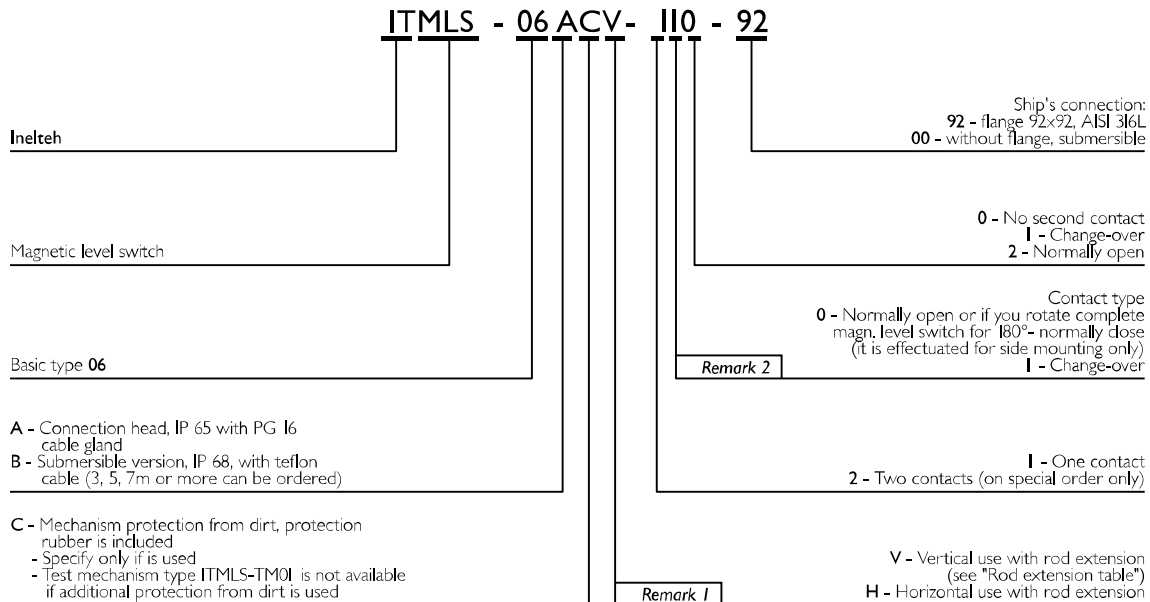 ITMLS - 06 ACV- 110 - 92
Inelteh
Magnetic level switch
Basic type 06
A - Connection head, IP 65 with PG 16
cable gland
B - Submersible version, IP 68, with teflon
cable (3, 5, 7m or more can be ordered)
C - Mechanism protection from dirt, protection
rubber is included
- Specify only if is used
- Test mechanism type ITMLS-TM01 is not available
if additional protection from dirt is used
Ship's connection:
92 - flange 92x92, AISI 316L
00 - without flange, submersible
0 - No second contact
1 - Change-over
2 - Normally open
Contact type
0 - Normally open or if you rotate complete
magn. level switch for 180°- normally close
(it is effectuated for side mounting only)
1 - Change-over
Remark 2
1 - One contact
2 - Two contacts (on special order only)
V - Vertical use with rod extension
(see "Rod extension table")
H - Horizontal use with rod extension
Remark 1